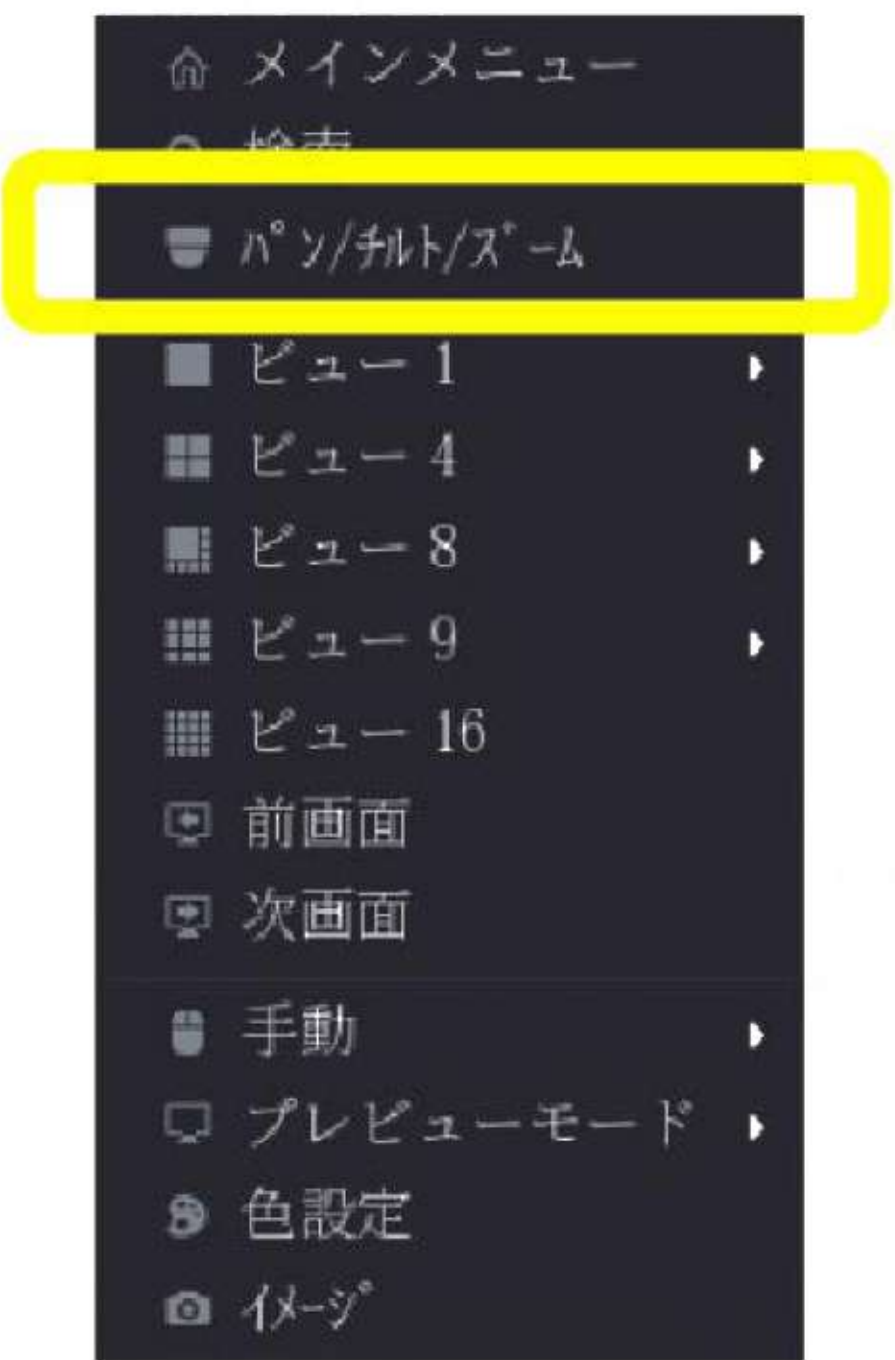 メインメニュー
検索
ﾊﾟﾝ/ﾁﾙﾄ/ｽﾞｰﾑ
ビュー 1
ビュー 4
ビュー 8
ビュー 9
ビュー 16
前画面
次画面
手動
プレビューモード
色設定
ｲﾒｰｼﾞ